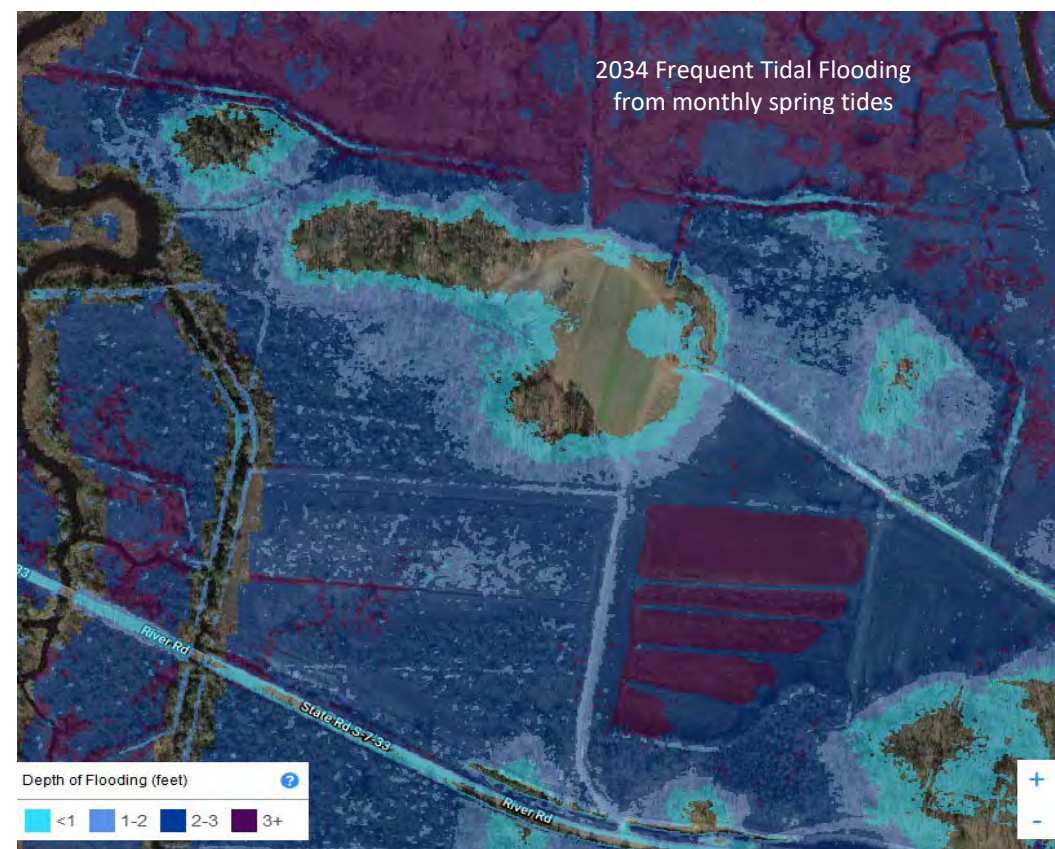 2034 Frequent Tidal Flooding
from monthly spring tides
33
River Rd
State Rd S-7-33
River Rd
Depth of Flooding (feet) ?
<1 1-2 2-3 3+
+
-